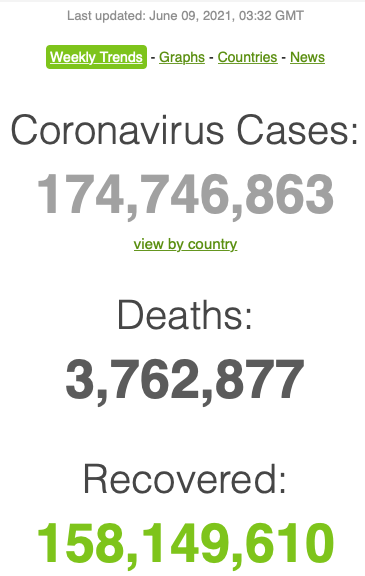 Last updated: June 09, 2021, 03:32 GMT
Weekly Trends - Graphs - Countries - News
Coronavirus Cases:
174,746,863
view by country
Deaths:
3,762,877
Recovered:
158,149,610